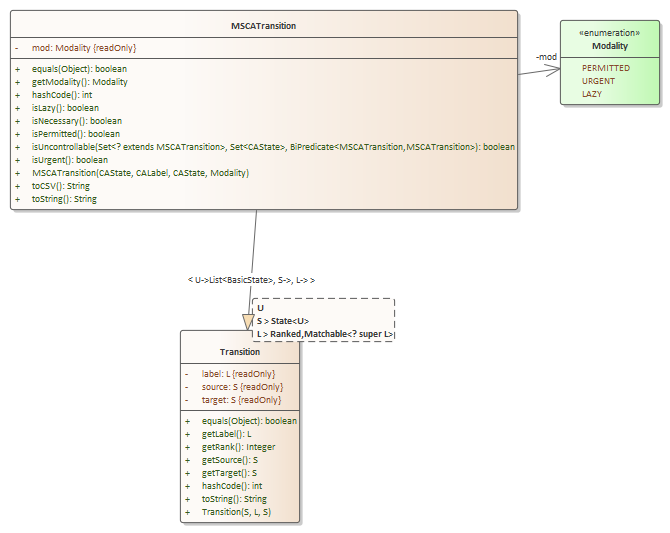 MSCATransition
- mod: Modality {readOnly}
+ equals(Object): boolean
+ getModality(): Modality
+ hashCode(): int
+ isLazy(): boolean
+ isNecessary(): boolean
+ isPermitted(): boolean
+ isUncontrollable(Set<? extends MSCATransition>, Set<CAState>, BiPredicate<MSCATransition,MSCATransition>): boolean
+ isUrgent(): boolean
+ MSCATransition(CAState, CALabel, CAState, Modality)
+ toCSV(): String
+ toString(): String
-mod
«enumeration»
Modality
PERMITTED
URGENT
LAZY
< U->List<BasicState>, S->, L-> >
U
S > State<U>
L > Ranked,Matchable<? super L>
Transition
- label: L {readOnly}
- source: S {readOnly}
- target: S {readOnly}
+ equals(Object): boolean
+ getLabel(): L
+ getRank(): Integer
+ getSource(): S
+ getTarget(): S
+ hashCode(): int
+ toString(): String
+ Transition(S, L, S)